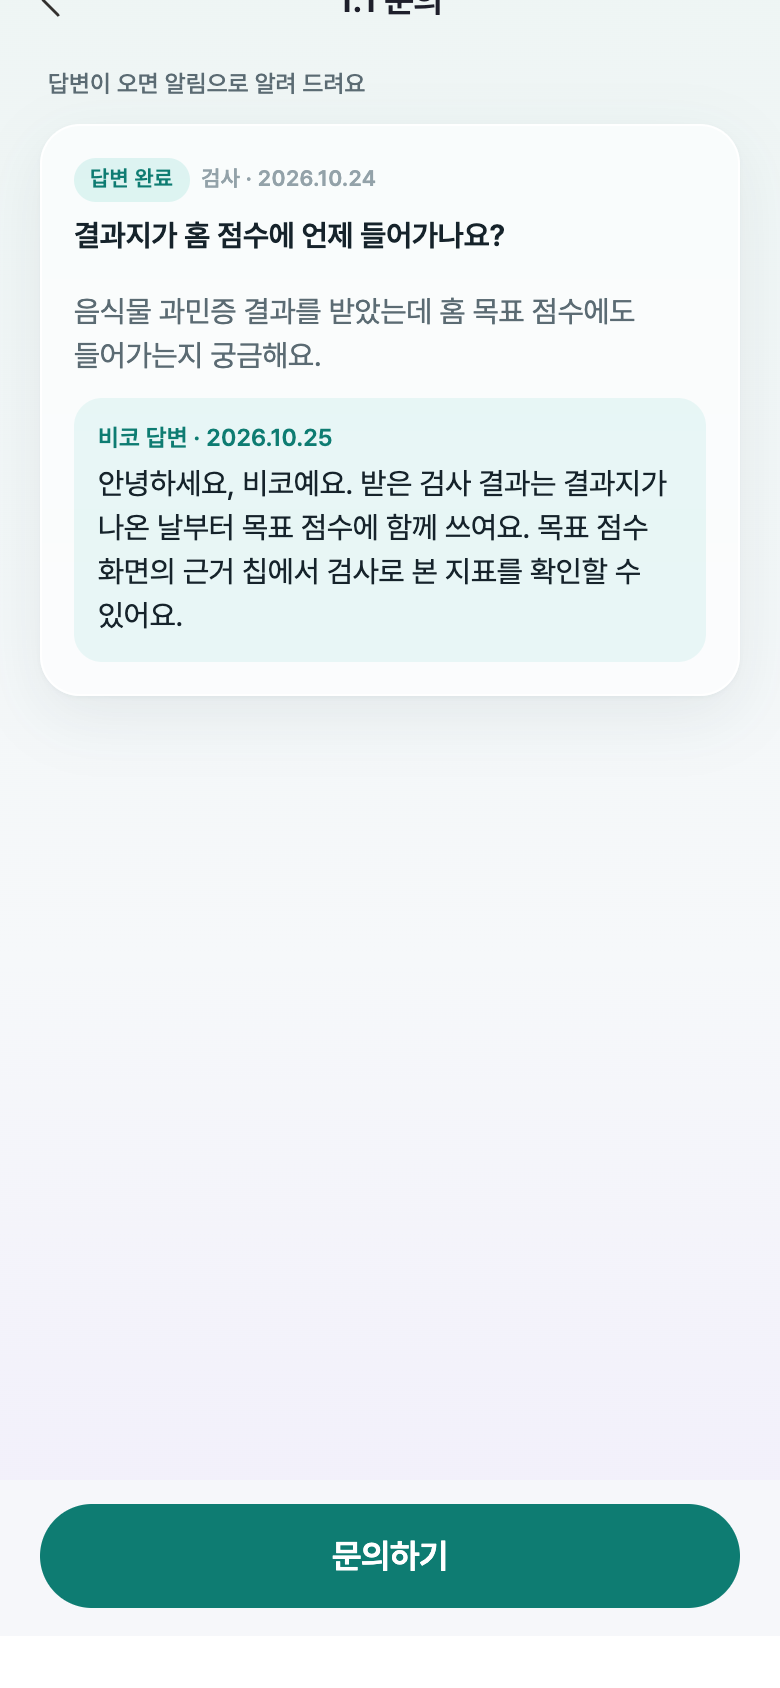 1:1 문의
답변이 오면 알림으로 알려 드려요
답변 완료 검사 · 2026.10.24
결과지가 홈 점수에 언제 들어가나요?
음식물 과민증 결과를 받았는데 홈 목표 점수에도
들어가는지 궁금해요.
비코 답변 · 2026.10.25
안녕하세요, 비코예요. 받은 검사 결과는 결과지가
나온 날부터 목표 점수에 함께 쓰여요. 목표 점수
화면의 근거 칩에서 검사로 본 지표를 확인할 수
있어요.
문의하기